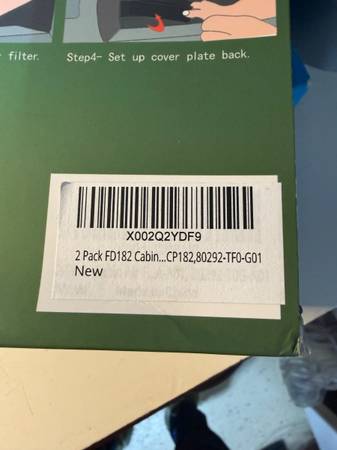 filter.
Step4- Set up cover plate back.
X002Q2YDF9
2 Pack FD182 Cabin...CP182,80292-TF0-G01
New